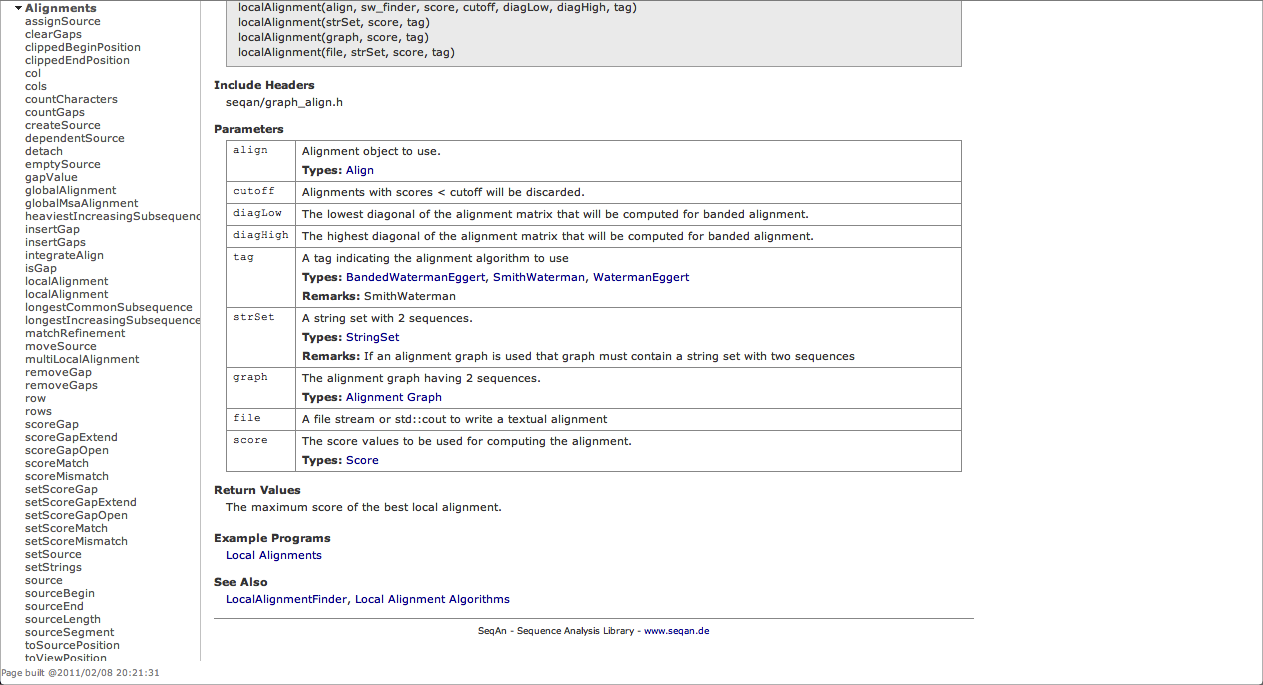 Alignments
assignSource
clearGaps
clippedBeginPosition
clippedEndPosition
col
cols
countCharacters
countGaps
createSource
dependentSource
detach
emptySource
gapValue
globalAlignment
globalMsaAlignment
heaviestIncreasingSubsequenc
insertGap
insertGaps
integrateAlign
isGap
localAlignment
localAlignment
longestCommonSubsequence
longestIncreasingSubsequence
matchRefinement
moveSource
multiLocalAlignment
removeGap
removeGaps
row
rows
scoreGap
scoreGapExtend
scoreGapOpen
scoreMatch
scoreMismatch
setScoreGap
setScoreGapExtend
setScoreGapOpen
setScoreMatch
setScoreMismatch
setSource
setStrings
source
sourceBegin
sourceEnd
sourceLength
sourceSegment
toSourcePosition
toViewPosition
Page built @2011/02/08 20:21:31
localAlignment(align, sw_finder, score, cutoff, diagLow, diagHigh, tag)
localAlignment(strSet, score, tag)
localAlignment(graph, score, tag)
localAlignment(file, strSet, score, tag)
Include Headers
seqan/graph_align.h
Parameters
align Alignment object to use.
Types: Align
cutoff Alignments with scores < cutoff will be discarded.
diagLow The lowest diagonal of the alignment matrix that will be computed for banded alignment.
diagHigh The highest diagonal of the alignment matrix that will be computed for banded alignment.
tag A tag indicating the alignment algorithm to use
Types: BandedWatermanEggert, SmithWaterman, WatermanEggert
Remarks: SmithWaterman
strSet A string set with 2 sequences.
Types: StringSet
Remarks: If an alignment graph is used that graph must contain a string set with two sequences
graph The alignment graph having 2 sequences.
Types: Alignment Graph
file A file stream or std::cout to write a textual alignment
score The score values to be used for computing the alignment.
Types: Score
Return Values
The maximum score of the best local alignment.
Example Programs
Local Alignments
See Also
LocalAlignmentFinder, Local Alignment Algorithms
SeqAn - Sequence Analysis Library - www.seqan.de